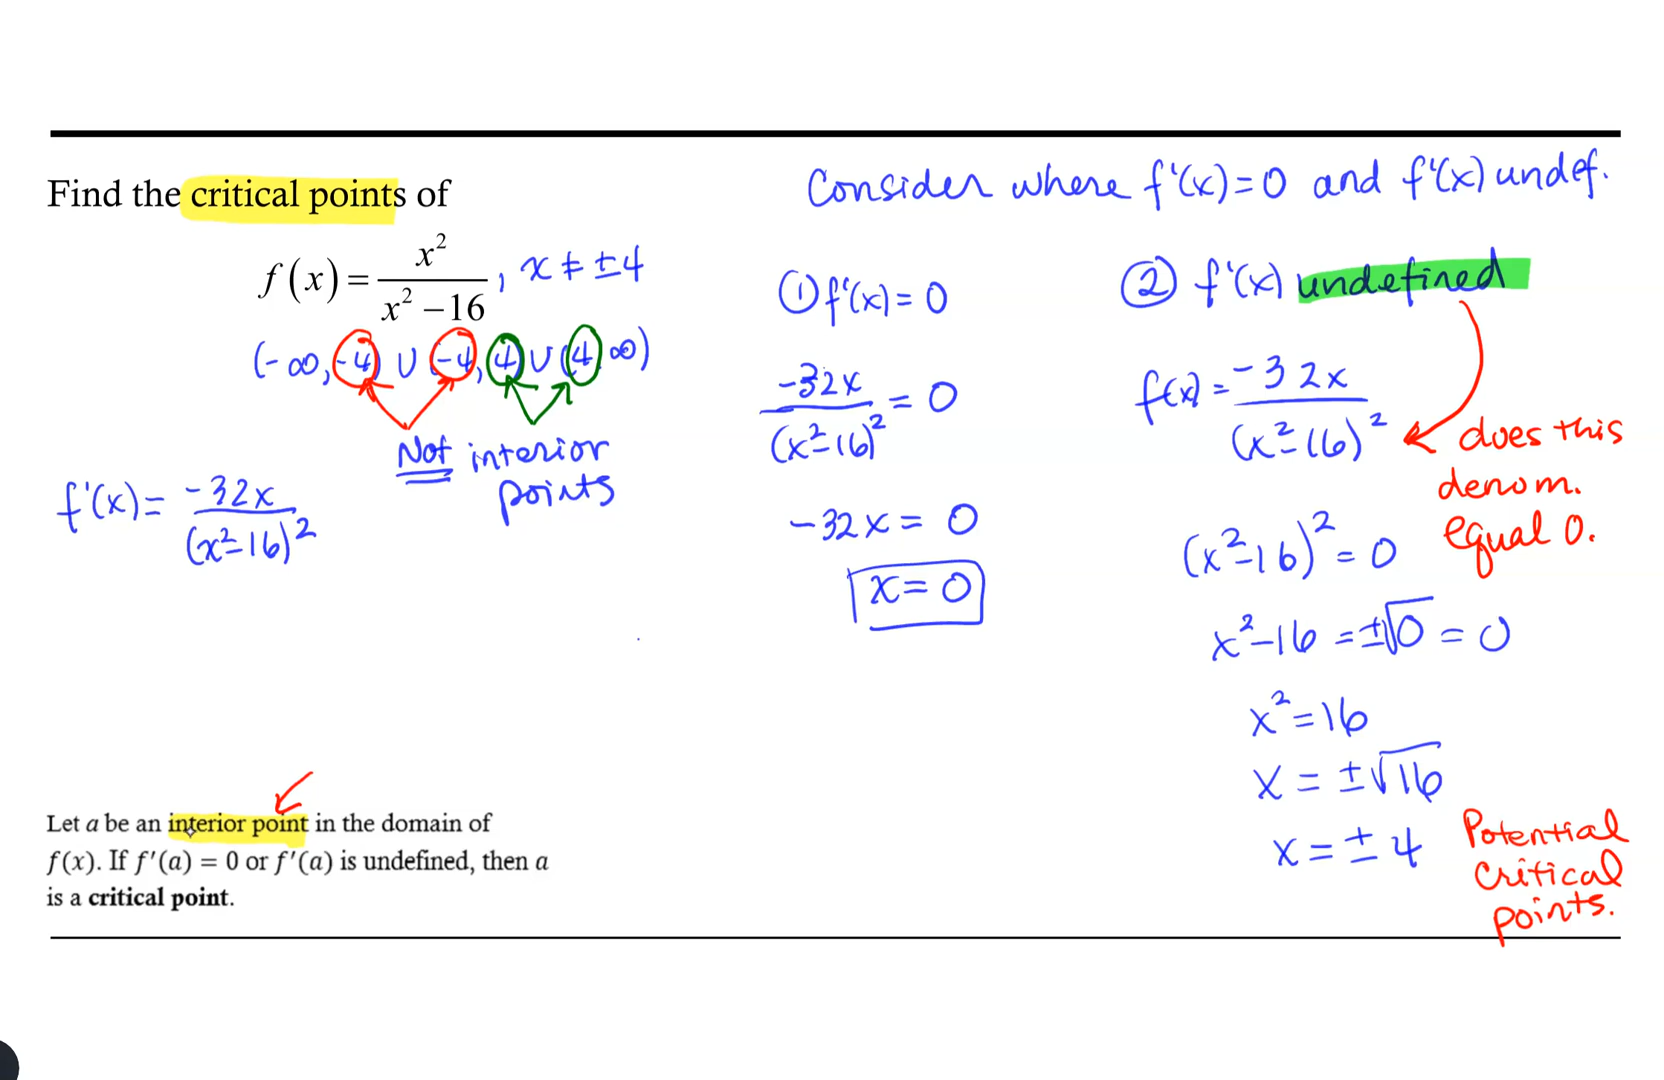 Find the critical points of
f(x) = x² / (x² − 16) , x ≠ ±4
(-∞, -4) ∪ (-4, 4) ∪ (4, ∞)
Not interior
points
f'(x) = -32x / (x²-16)²
Let a be an interior point in the domain of
f(x). If f'(a) = 0 or f'(a) is undefined, then a
is a critical point.
Consider where f'(x)=0 and f'(x) undef.
① f'(x) = 0
-32x / (x²-16)² = 0
-32x = 0
x = 0
② f'(x) undefined
f(x) = -32x / (x²-16)²
does this
denom.
equal 0.
(x²-16)² = 0
x²-16 = ±√0 = 0
x² = 16
x = ±√16
x = ± 4
Potential
critical
points.